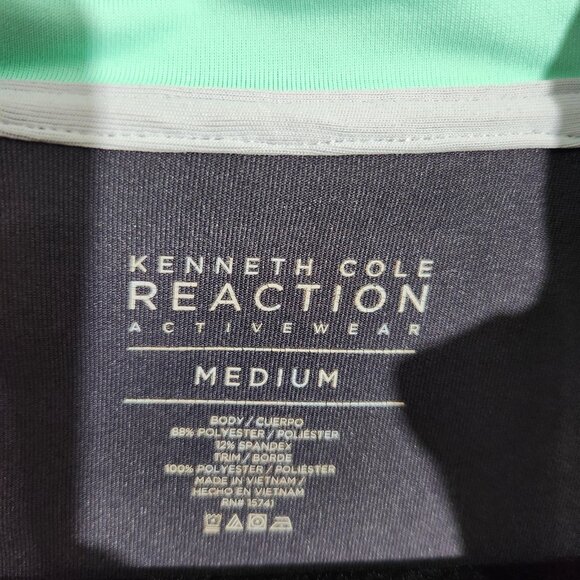 KENNETH COLE
REACTION
ACTIVEWEAR
MEDIUM
BODY / CUERPO
88% POLYESTER / POLIÉSTER
12% SPANDEX
TRIM / BORDE
100% POLYESTER / POLIÉSTER
MADE IN VIETNAM /
HECHO EN VIETNAM
RN# 15741